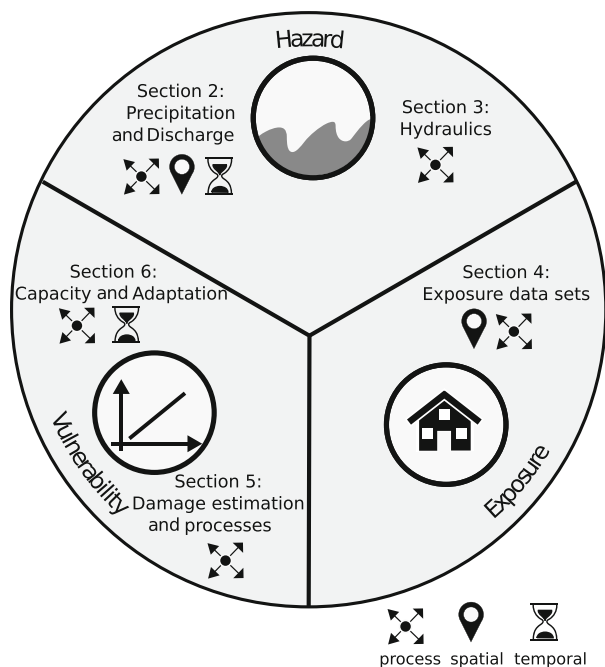 Hazard
Section 2:
Precipitation
and Discharge
Section 3:
Hydraulics
Section 6:
Capacity and Adaptation
Section 4:
Exposure data sets
Vulnerability
Exposure
Section 5:
Damage estimation
and processes
process spatial temporal